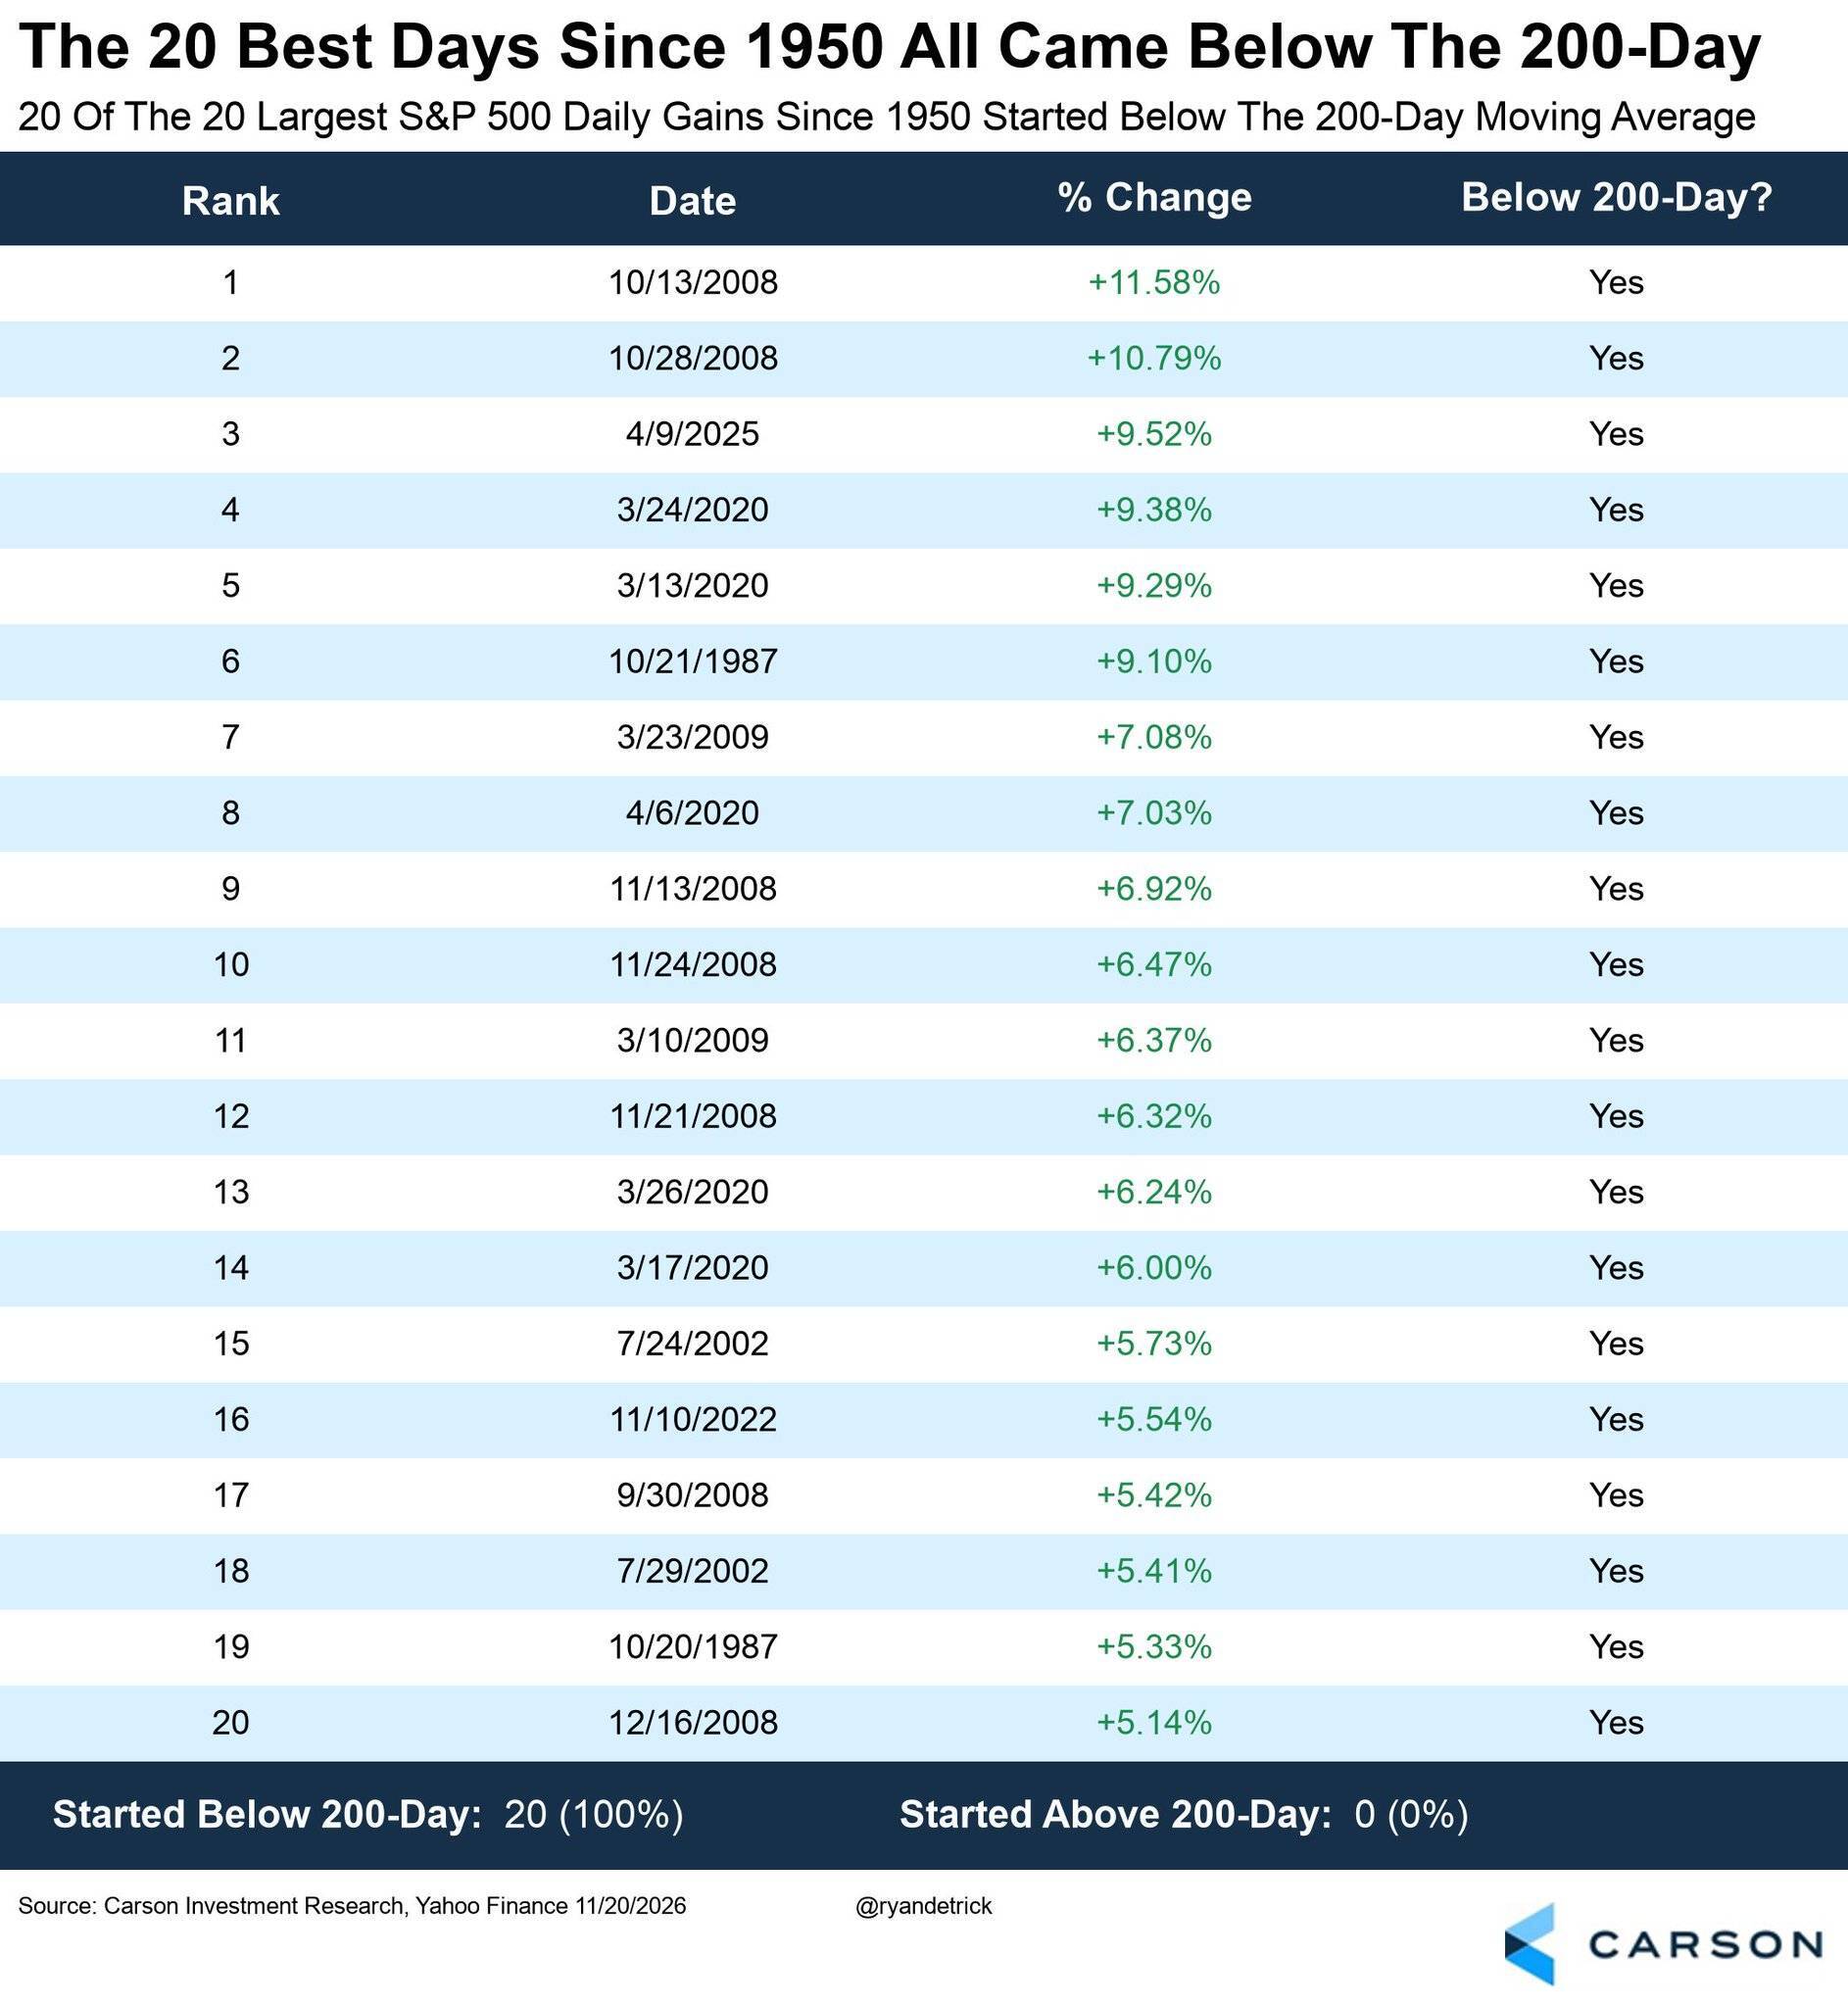 The 20 Best Days Since 1950 All Came Below The 200-Day
20 Of The 20 Largest S&P 500 Daily Gains Since 1950 Started Below The 200-Day Moving Average
Rank Date % Change Below 200-Day?
1 10/13/2008 +11.58% Yes
2 10/28/2008 +10.79% Yes
3 4/9/2025 +9.52% Yes
4 3/24/2020 +9.38% Yes
5 3/13/2020 +9.29% Yes
6 10/21/1987 +9.10% Yes
7 3/23/2009 +7.08% Yes
8 4/6/2020 +7.03% Yes
9 11/13/2008 +6.92% Yes
10 11/24/2008 +6.47% Yes
11 3/10/2009 +6.37% Yes
12 11/21/2008 +6.32% Yes
13 3/26/2020 +6.24% Yes
14 3/17/2020 +6.00% Yes
15 7/24/2002 +5.73% Yes
16 11/10/2022 +5.54% Yes
17 9/30/2008 +5.42% Yes
18 7/29/2002 +5.41% Yes
19 10/20/1987 +5.33% Yes
20 12/16/2008 +5.14% Yes
Started Below 200-Day: 20 (100%) Started Above 200-Day: 0 (0%)
Source: Carson Investment Research, Yahoo Finance 11/20/2026 @ryandetrick
CARSON